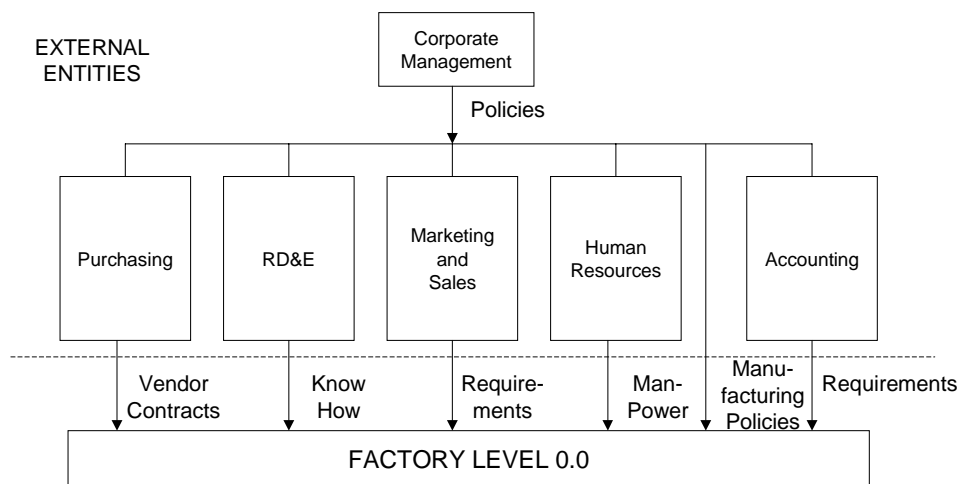 EXTERNAL
ENTITIES
Corporate
Management
Policies
Purchasing
RD&E
Marketing
and
Sales
Human
Resources
Accounting
Vendor
Contracts
Know
How
Require-
ments
Man-
Power
Manu-
facturing
Policies
Requirements
FACTORY LEVEL 0.0